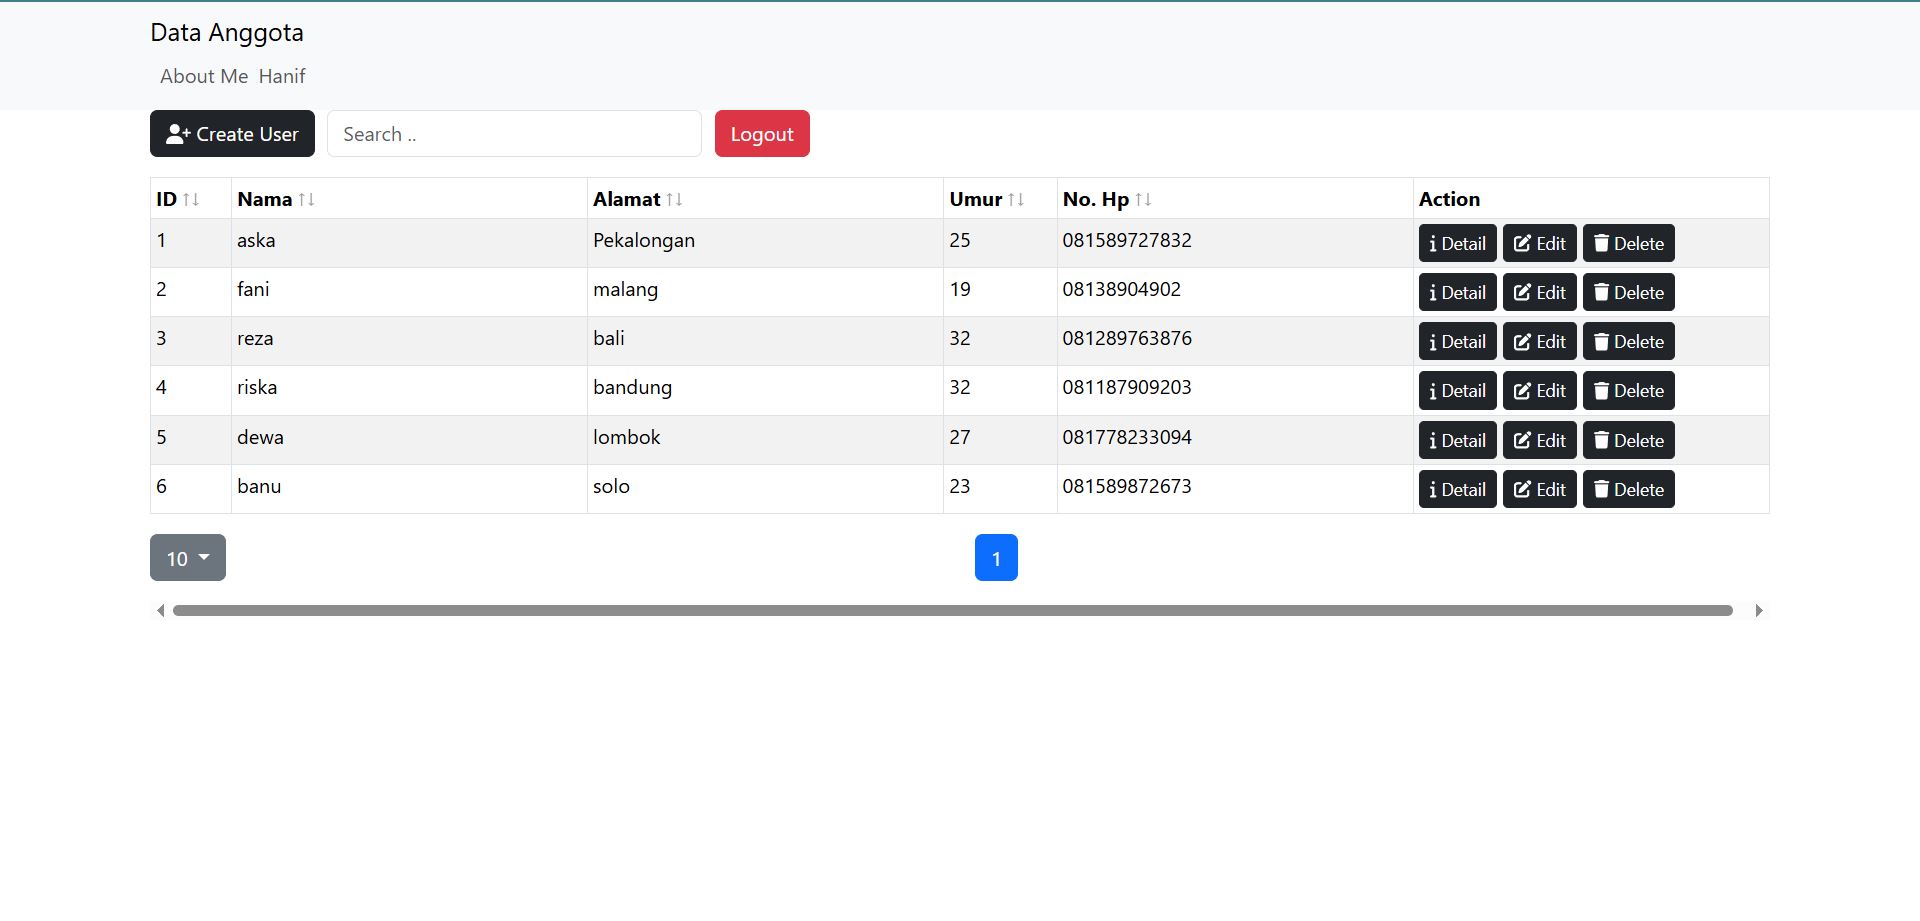 Data Anggota
About Me Hanif
Create User Search .. Logout
ID Nama Alamat Umur No. Hp Action
1 aska Pekalongan 25 081589727832 Detail Edit Delete
2 fani malang 19 08138904902 Detail Edit Delete
3 reza bali 32 081289763876 Detail Edit Delete
4 riska bandung 32 081187909203 Detail Edit Delete
5 dewa lombok 27 081778233094 Detail Edit Delete
6 banu solo 23 081589872673 Detail Edit Delete
10 1